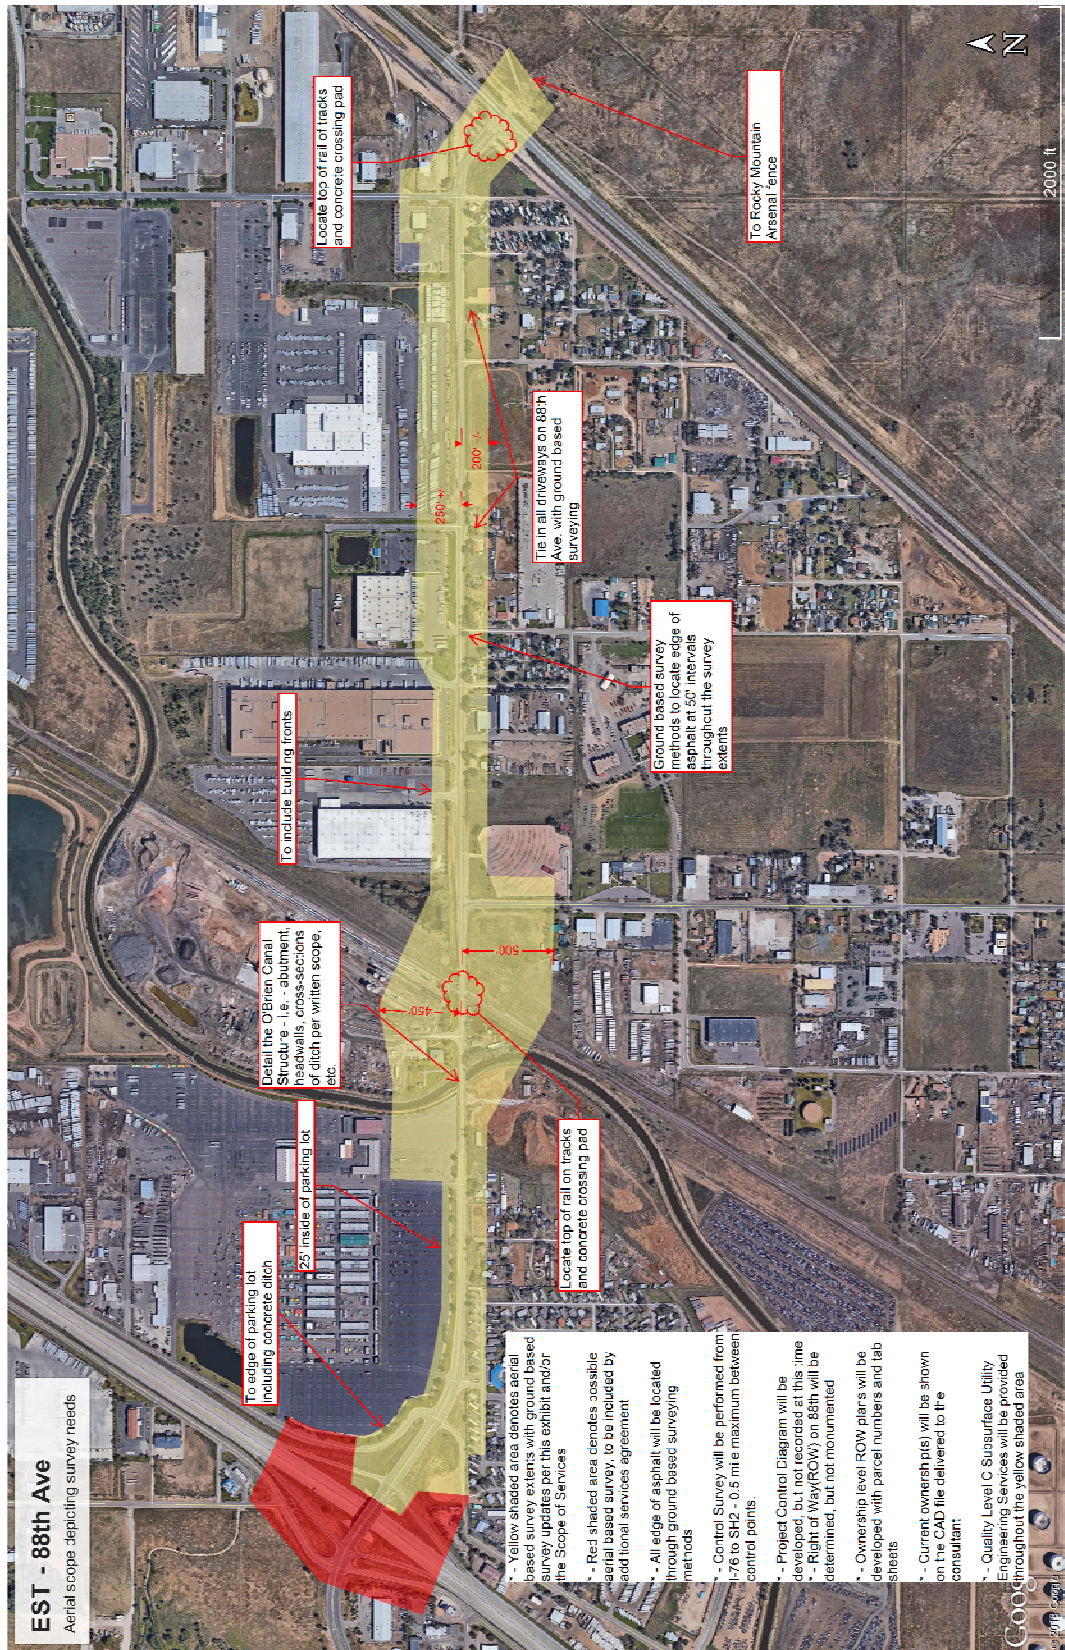 EST - 88th Ave
Aerial scope depicting survey needs
To edge of parking lot
including concrete ditch
25' inside of parking lot
Detail the O'Brien Canal
Structure - i.e. - abutment,
headwalls, cross-sections
of ditch per written scope,
etc.
To include building fronts
Locate top of rail of tracks
and concrete crossing pad
N
450'
500'
250' +/-
200' +/-
Locate top of rail on tracks
and concrete crossing pad
Ground based survey
methods to locate edge of
asphalt at 50' intervals
throughout the survey
extents
Tie in all driveways on 88th
Ave. with ground based
surveying
To Rocky Mountain
Arsenal fence
* - Yellow shaded area denotes aerial
based survey extents with ground based
survey updates per this exhibit and/or
the Scope of Services
* - Red shaded area denotes possible
aerial based survey, to be included by
additional services agreement
* - All edge of asphalt will be located
through ground based surveying
methods
* - Control Survey will be performed from
I-76 to SH2 - 0.5 mile maximum between
control points.
* - Project Control Diagram will be
developed, but not recorded at this time
* - Right of Way(ROW) on 88th will be
determined, but not monumented
* - Ownership level ROW plans will be
developed with parcel numbers and tab
sheets
* - Current ownership(s) will be shown
on the CAD file delivered to the
consultant
* - Quality Level C Subsurface Utility
Engineering Services will be provided
throughout the yellow shaded area
Goog
2000 ft